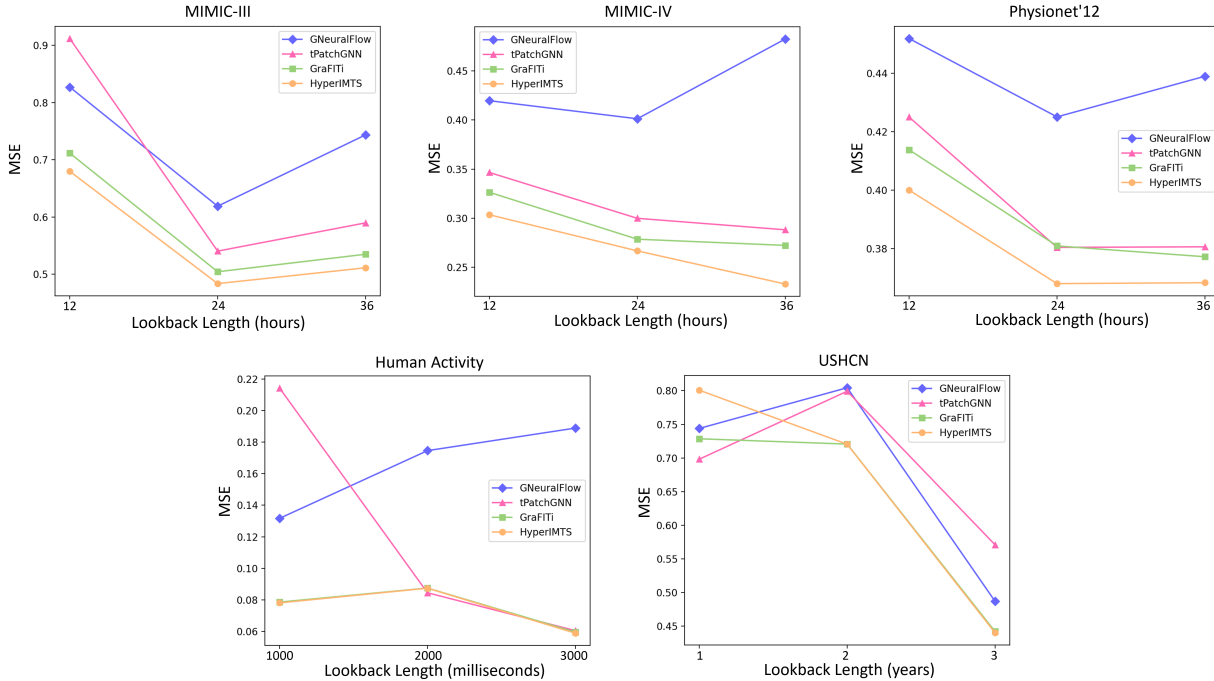 MIMIC-III
MSE
0.9
0.8
0.7
0.6
0.5
12
24
36
Lookback Length (hours)
GNeuralFlow
tPatchGNN
GraFITi
HyperIMTS
MIMIC-IV
MSE
0.45
0.40
0.35
0.30
0.25
12
24
36
Lookback Length (hours)
GNeuralFlow
tPatchGNN
GraFITi
HyperIMTS
Physionet'12
MSE
0.44
0.42
0.40
0.38
12
24
36
Lookback Length (hours)
GNeuralFlow
tPatchGNN
GraFITi
HyperIMTS
Human Activity
MSE
0.22
0.20
0.18
0.16
0.14
0.12
0.10
0.08
0.06
1000
2000
3000
Lookback Length (milliseconds)
GNeuralFlow
tPatchGNN
GraFITi
HyperIMTS
USHCN
MSE
0.80
0.75
0.70
0.65
0.60
0.55
0.50
0.45
1
2
3
Lookback Length (years)
GNeuralFlow
tPatchGNN
GraFITi
HyperIMTS